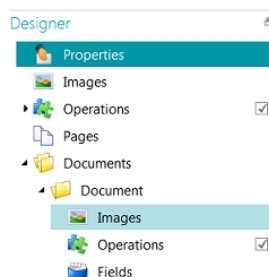 Designer
Properties
Images
Operations
Pages
Documents
Document
Images
Operations
Fields